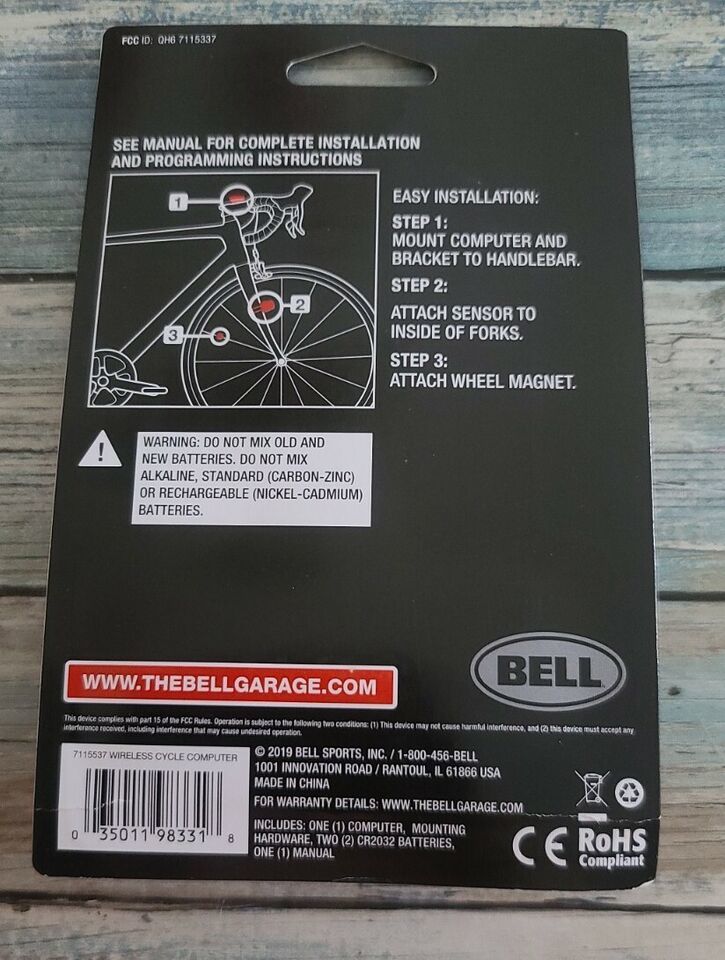 FCC ID: QH6 7115337
SEE MANUAL FOR COMPLETE INSTALLATION
AND PROGRAMMING INSTRUCTIONS
1
2
3
EASY INSTALLATION:
STEP 1:
MOUNT COMPUTER AND
BRACKET TO HANDLEBAR.
STEP 2:
ATTACH SENSOR TO
INSIDE OF FORKS.
STEP 3:
ATTACH WHEEL MAGNET.
!
WARNING: DO NOT MIX OLD AND
NEW BATTERIES. DO NOT MIX
ALKALINE, STANDARD (CARBON-ZINC)
OR RECHARGEABLE (NICKEL-CADMIUM)
BATTERIES.
BELL
WWW.THEBELLGARAGE.COM
This device complies with part 15 of the FCC Rules. Operation is subject to the following two conditions: (1) This device may not cause harmful interference, and (2) this device must accept any
interference received, including interference that may cause undesired operation.
7115537 WIRELESS CYCLE COMPUTER
0 35011 98331 8
© 2019 BELL SPORTS, INC. / 1-800-456-BELL
1001 INNOVATION ROAD / RANTOUL, IL 61866 USA
MADE IN CHINA
FOR WARRANTY DETAILS: WWW.THEBELLGARAGE.COM
INCLUDES: ONE (1) COMPUTER, MOUNTING
HARDWARE, TWO (2) CR2032 BATTERIES,
ONE (1) MANUAL
CE RoHS
Compliant